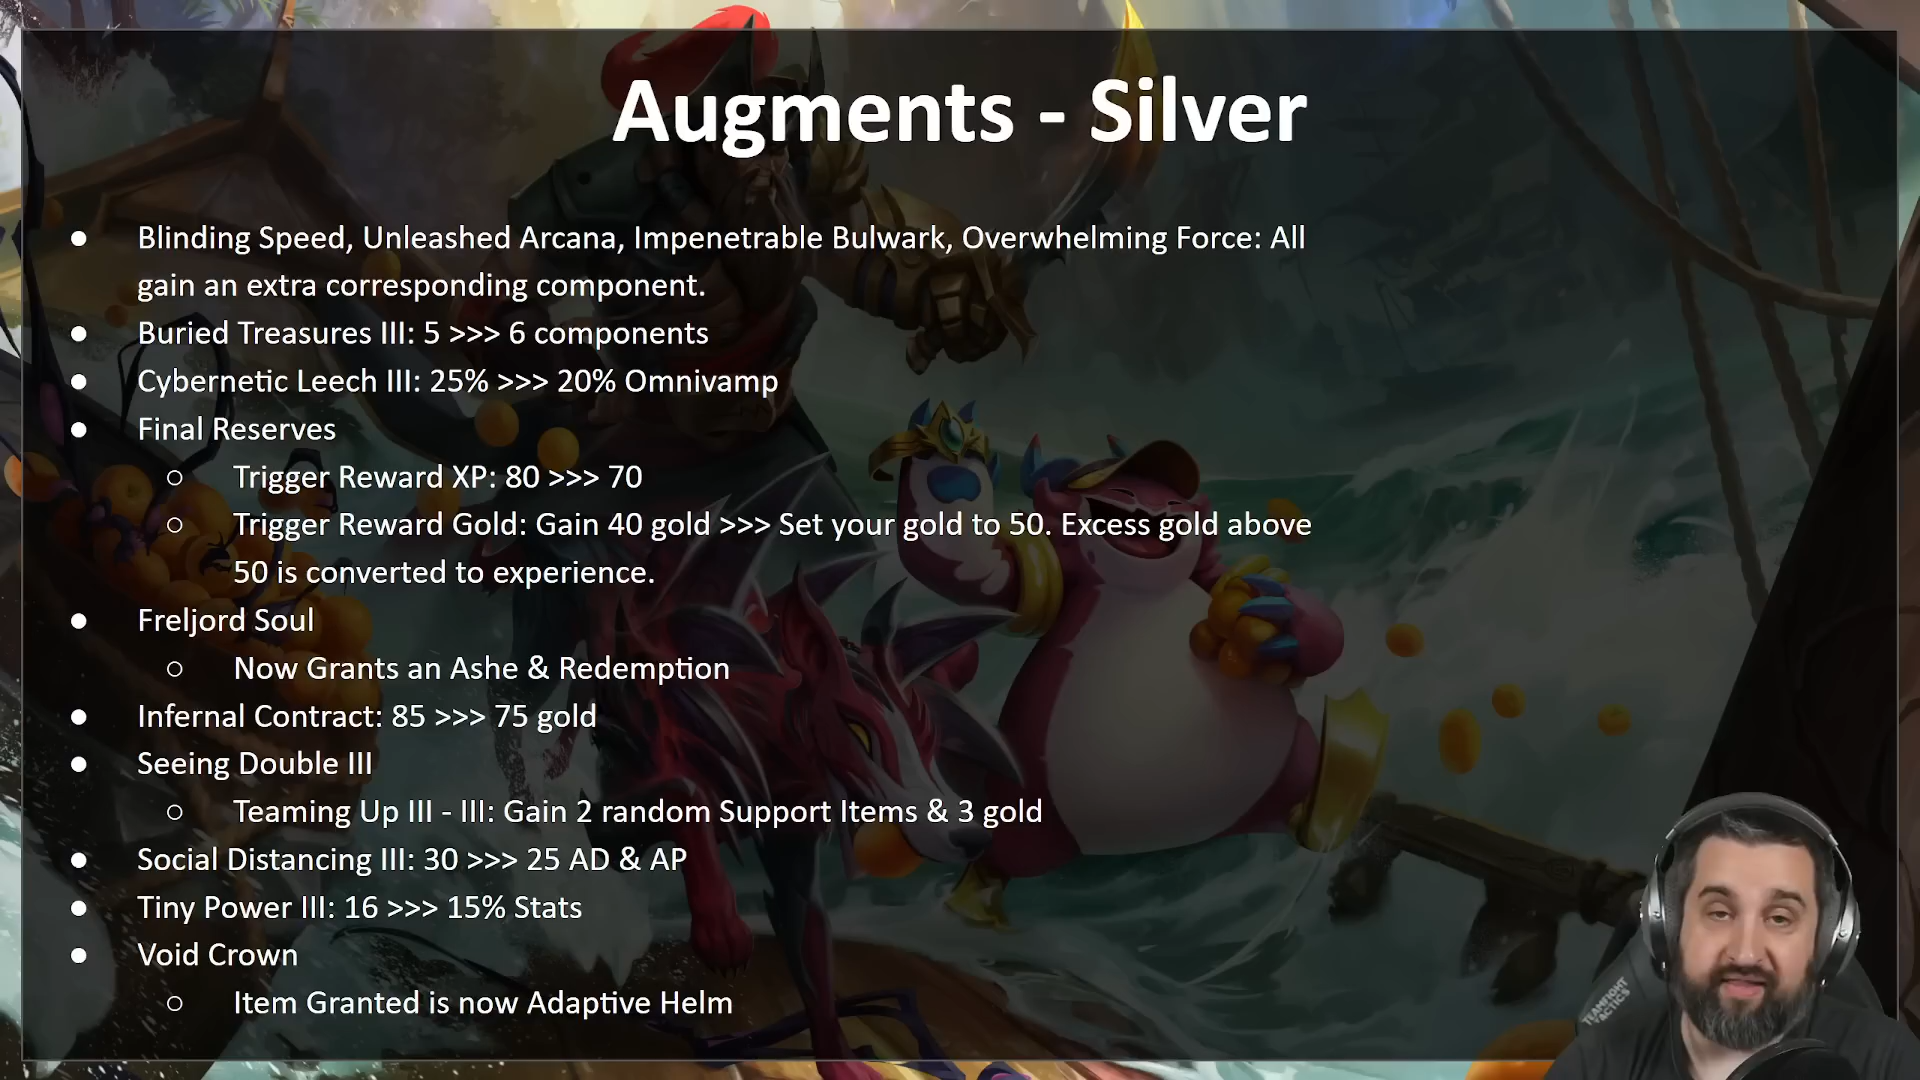 Augments - Silver
● Blinding Speed, Unleashed Arcana, Impenetrable Bulwark, Overwhelming Force: All
gain an extra corresponding component.
● Buried Treasures III: 5 >>> 6 components
● Cybernetic Leech III: 25% >>> 20% Omnivamp
● Final Reserves
○ Trigger Reward XP: 80 >>> 70
○ Trigger Reward Gold: Gain 40 gold >>> Set your gold to 50. Excess gold above
50 is converted to experience.
● Freljord Soul
○ Now Grants an Ashe & Redemption
● Infernal Contract: 85 >>> 75 gold
● Seeing Double III
○ Teaming Up III - III: Gain 2 random Support Items & 3 gold
● Social Distancing III: 30 >>> 25 AD & AP
● Tiny Power III: 16 >>> 15% Stats
● Void Crown
○ Item Granted is now Adaptive Helm
TEAMFIGHT
TACTICS